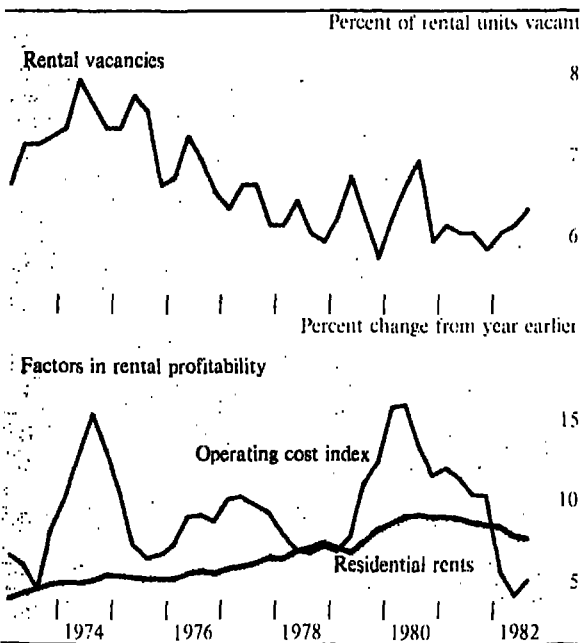 Percent of rental units vacant
Rental vacancies
8
7
6
Percent change from year earlier
Factors in rental profitability
15
Operating cost index
10
Residential rents
5
1974 1976 1978 1980 1982